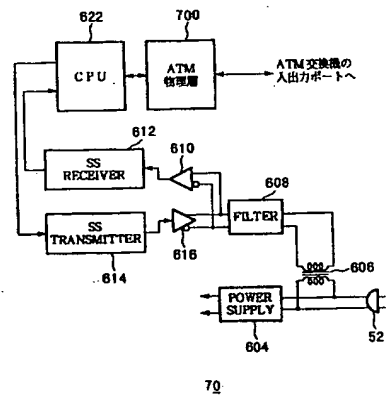 622
700
CPU
ATM
物理層
ATM交換機の
入出力ポートへ
612
610
SS
RECEIVER
608
FILTER
SS
TRANSMITTER
616
614
606
POWER
SUPPLY
604
52
70